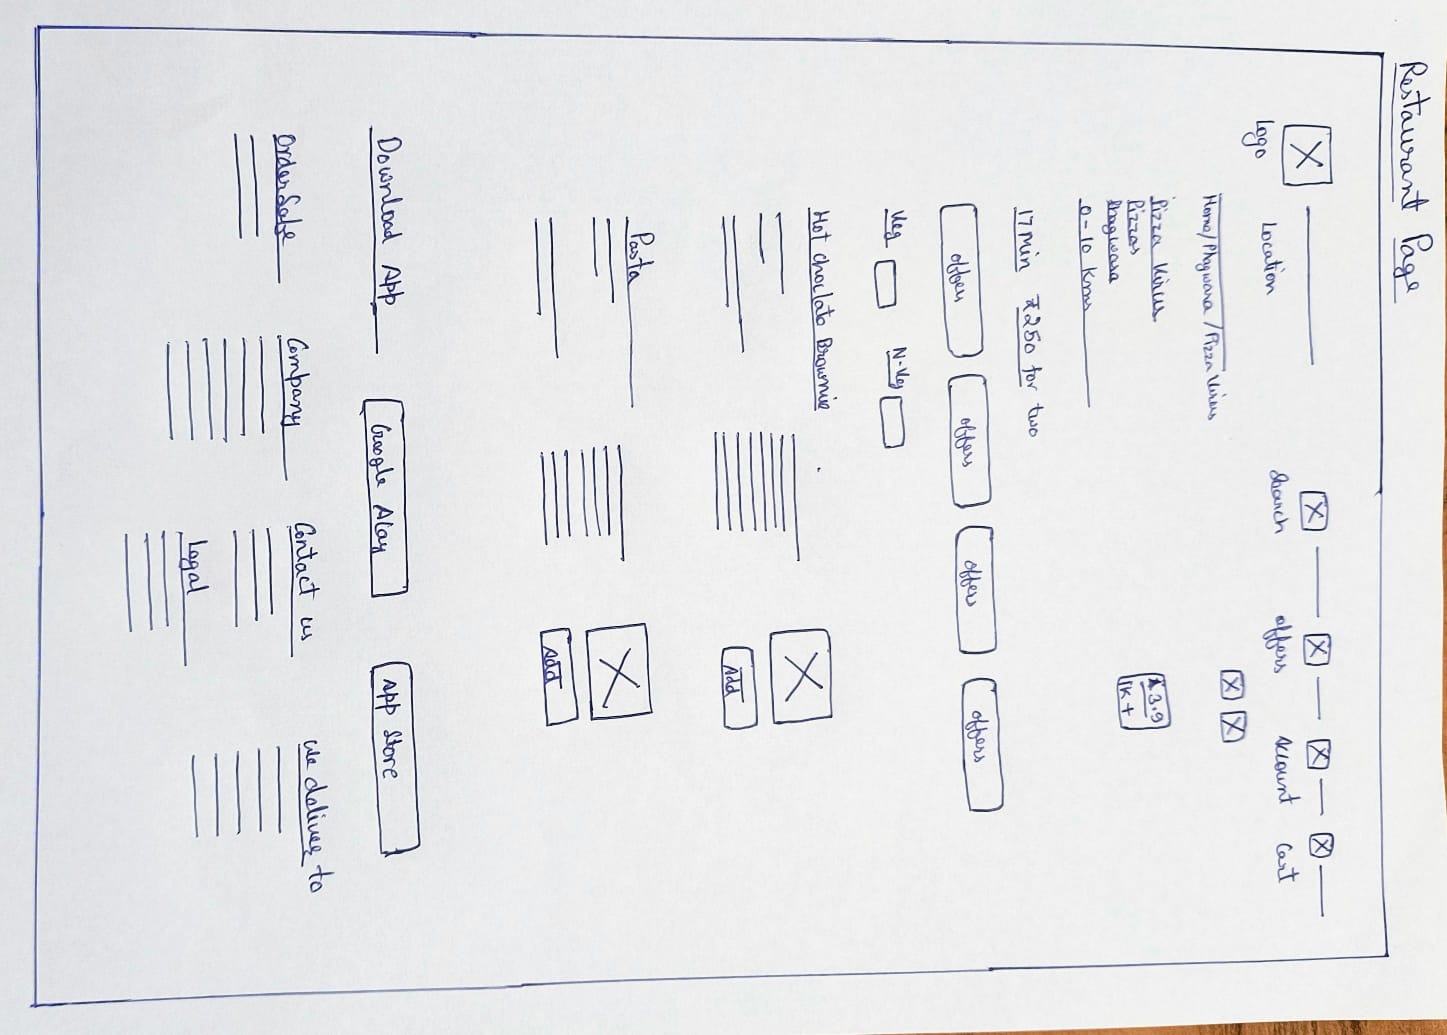 Restaurant Page
Logo
Location
Search
offers
Account
Cart
Home/Phagwara/Pizza Virus
Pizza Virus
Pizzas
Phagwara
0-10 Kms
★ 3.9
1K+
17 min ₹250 for two
offers offers offers offers
Veg N-Veg
Hot Choclate Brownie
Add
Pasta
Add
Download App Google Play App Store
Order Safe
Company
Contact us
Legal
We deliver to